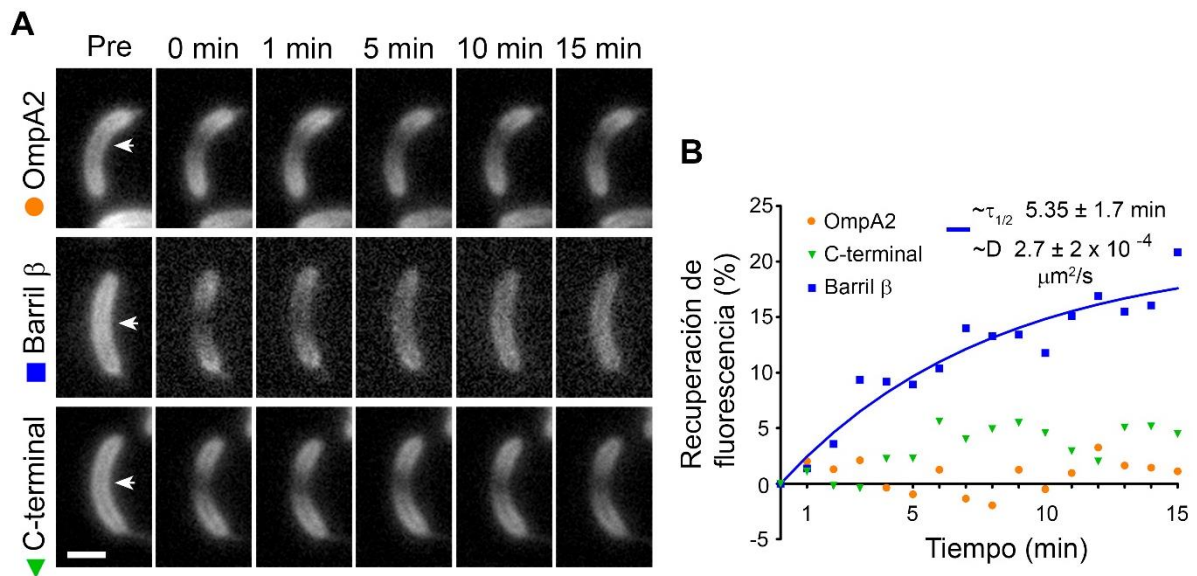 A
Pre 0 min 1 min 5 min 10 min 15 min
OmpA2
Barril β
C-terminal
B
Recuperación de
fluorescencia (%)
25
20
15
10
5
0
-5
OmpA2
C-terminal
Barril β
~τ1/2 5.35 ± 1.7 min
~D 2.7 ± 2 x 10 -4
μm2/s
1 5 10 15
Tiempo (min)